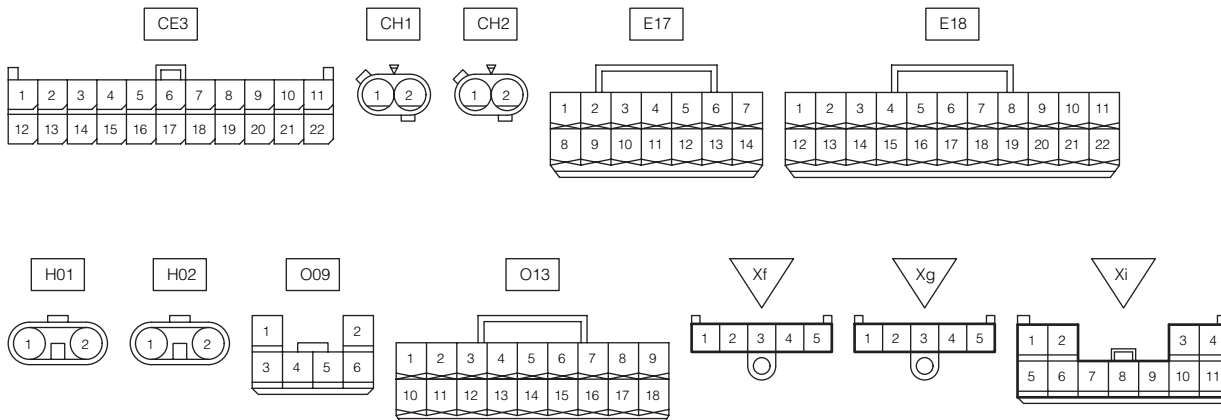 CE3 CH1 CH2 E17 E18
1 2 3 4 5 6 7 8 9 10 11
12 13 14 15 16 17 18 19 20 21 22
1 2
1 2
1 2 3 4 5 6 7
8 9 10 11 12 13 14
1 2 3 4 5 6 7 8 9 10 11
12 13 14 15 16 17 18 19 20 21 22
H01 H02 O09 O13 Xf Xg Xi
1 2
1 2
1 2
3 4 5 6
1 2 3 4 5 6 7 8 9
10 11 12 13 14 15 16 17 18
1 2 3 4 5
1 2 3 4 5
1 2 3 4
5 6 7 8 9 10 11